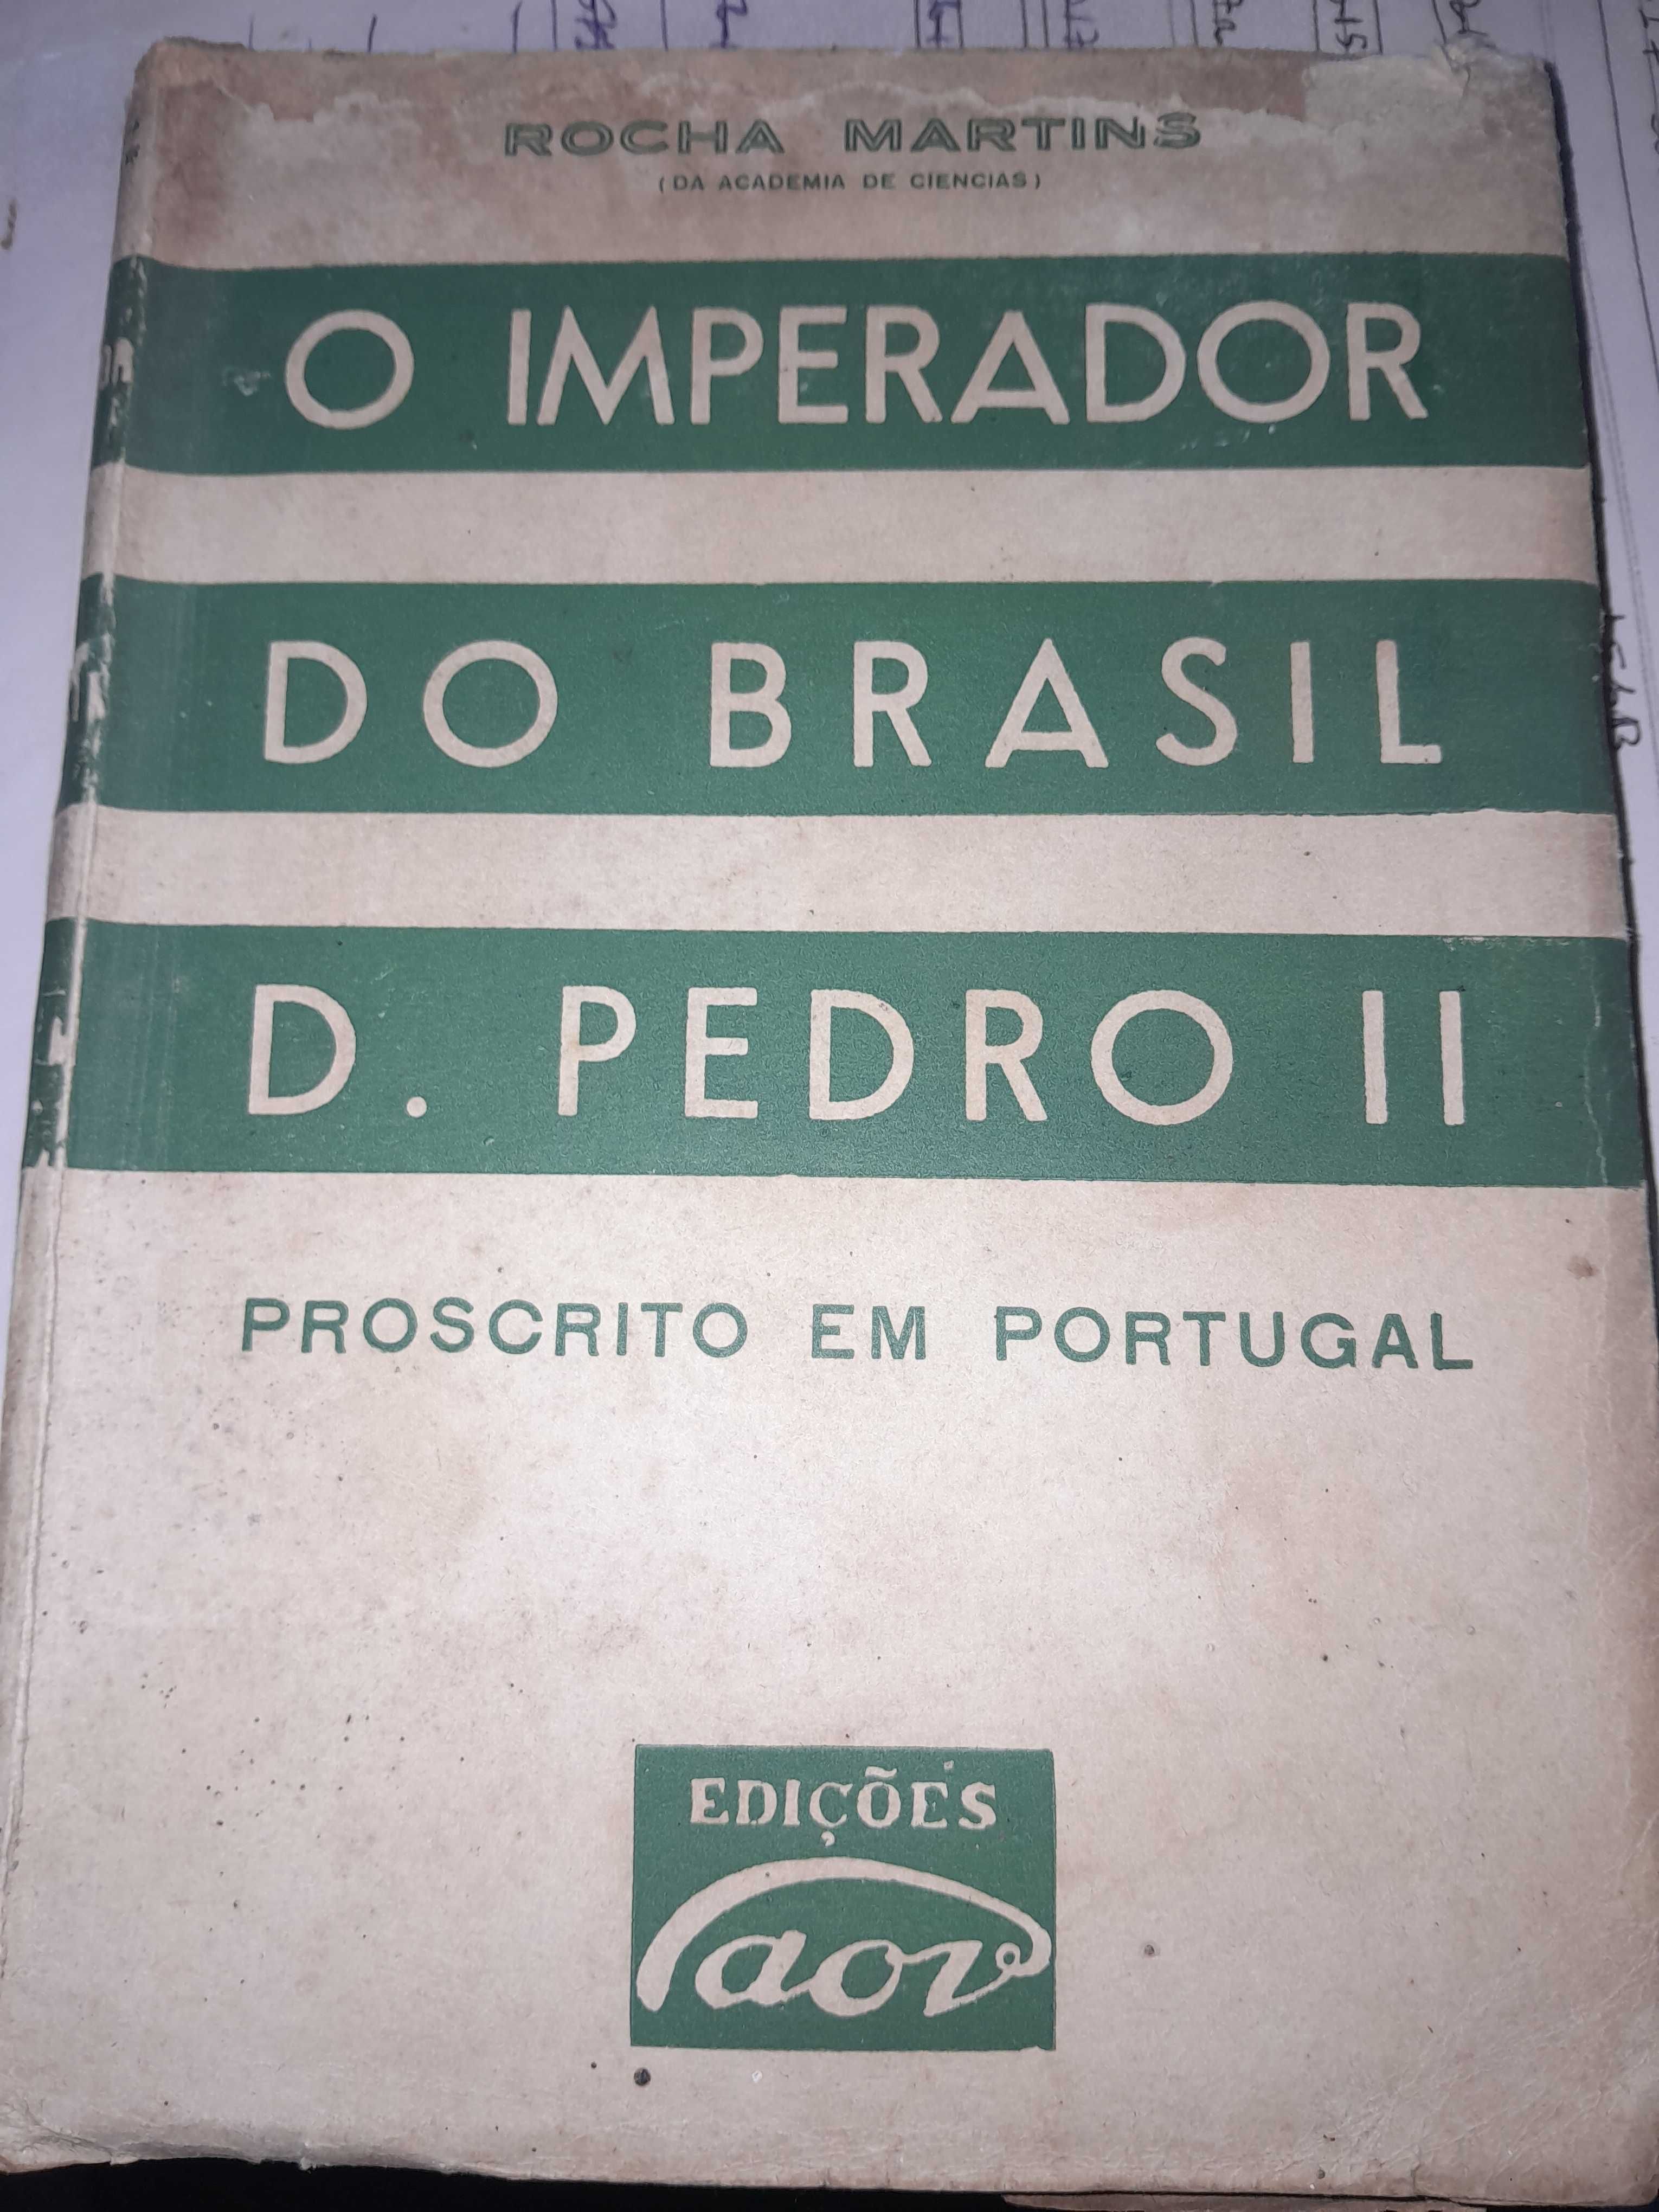 ROCHA MARTINS
(DA ACADEMIA DE CIENCIAS)
O IMPERADOR
DO BRASIL
D. PEDRO II
PROSCRITO EM PORTUGAL
EDIÇÕES
aov